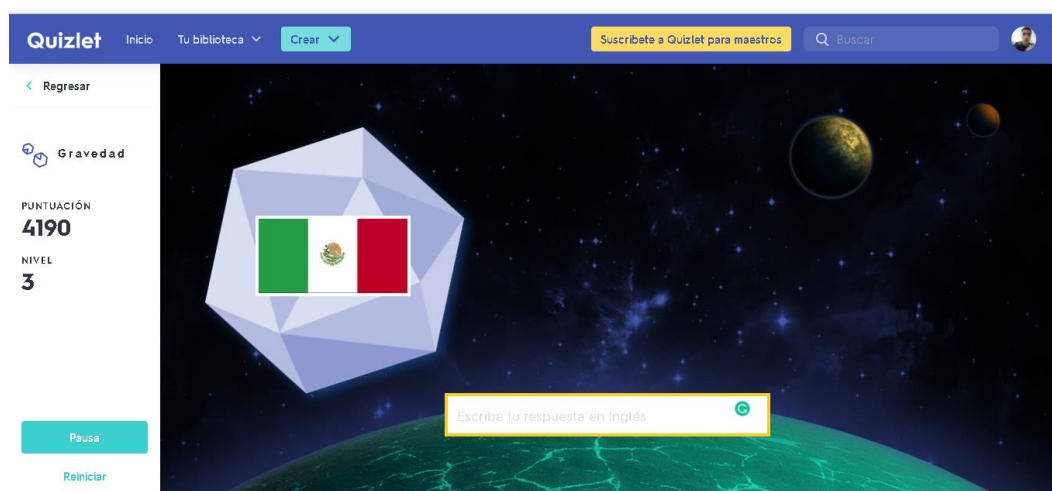 Quizlet Inicio Tu biblioteca Crear Suscríbete a Quizlet para maestros Buscar
Regresar
Gravedad
PUNTUACIÓN
4190
NIVEL
3
Escribe tu respuesta en Inglés
Pausa
Reiniciar